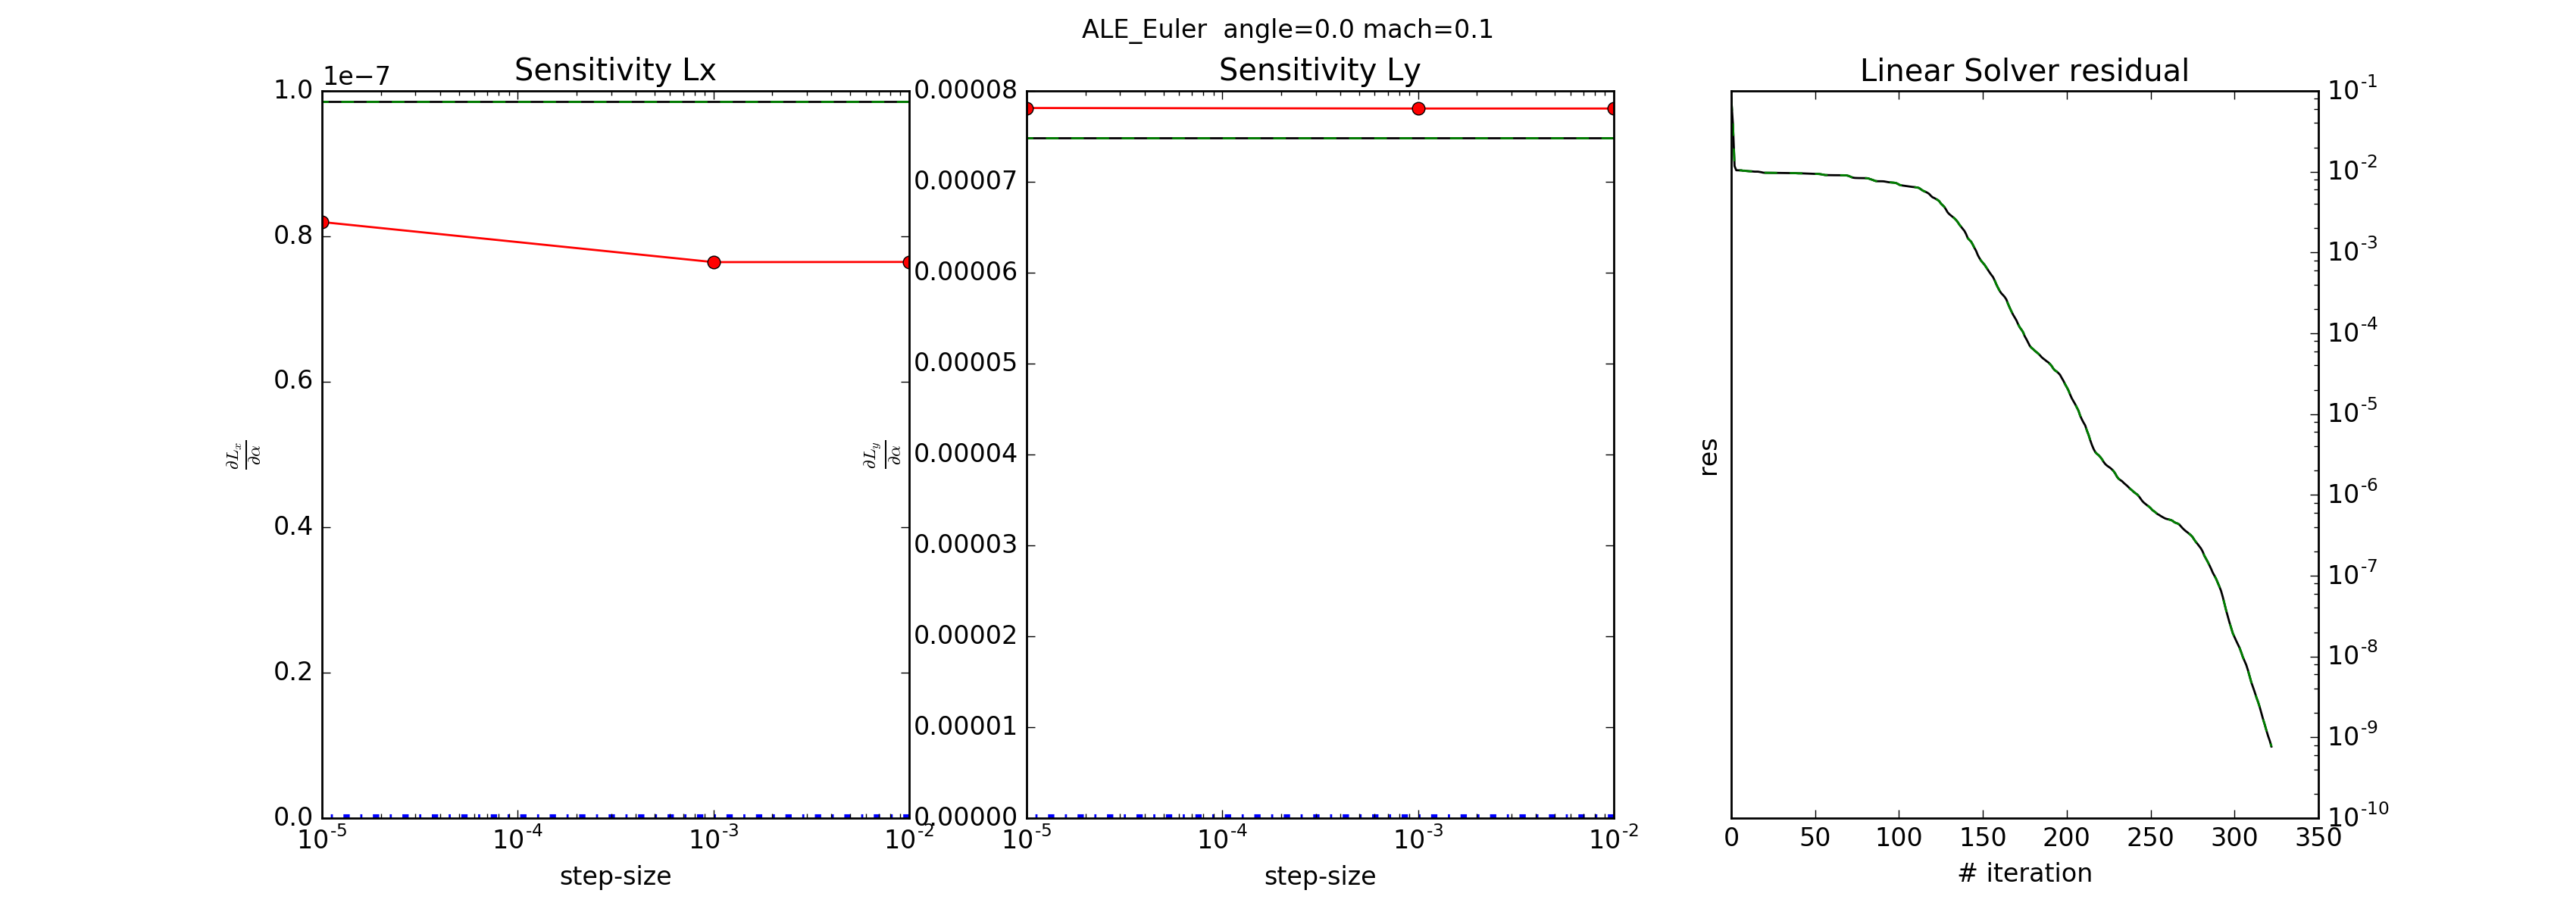 ALE_Euler angle=0.0 mach=0.1
Sensitivity Lx
1e−7
1.0
0.8
0.6
0.4
0.2
0.0
∂Lx/∂α
10^-5 10^-4 10^-3 10^-2
step-size
Sensitivity Ly
0.00008
0.00007
0.00006
0.00005
0.00004
0.00003
0.00002
0.00001
0.00000
∂Ly/∂α
10^-5 10^-4 10^-3 10^-2
step-size
Linear Solver residual
10^-1
10^-2
10^-3
10^-4
10^-5
10^-6
10^-7
10^-8
10^-9
10^-10
res
0 50 100 150 200 250 300 350
# iteration